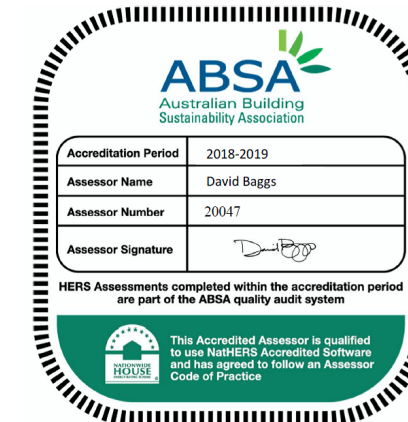 ABSA
Australian Building
Sustainability Association
Accreditation Period 2018-2019
Assessor Name David Baggs
Assessor Number 20047
Assessor Signature David Baggs
HERS Assessments completed within the accreditation period
are part of the ABSA quality audit system
NATIONWIDE
HOUSE
This Accredited Assessor is qualified
to use NatHERS Accredited Software
and has agreed to follow an Assessor
Code of Practice